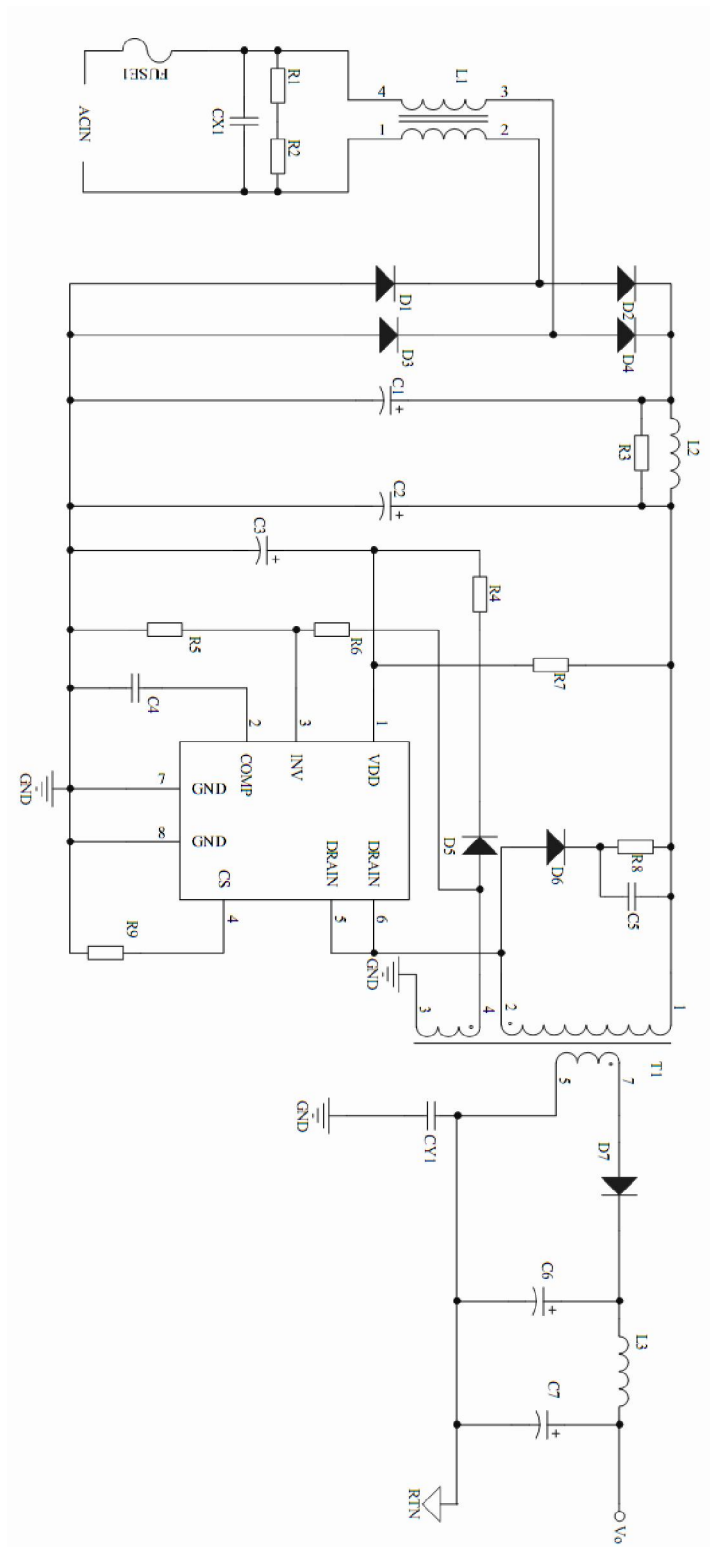 ACIN
FUSE1
CX1
R1
R2
L1
4
3
1
2
D1
D2
D3
D4
C1
L2
R3
C2
C3
R4
R5
R6
R7
C4
2
3
1
COMP
INV
VDD
GND
7
GND
8
GND
CS
DRAIN
DRAIN
4
5
6
R9
D5
D6
R8
C5
GND
3
4
2
1
T1
5
7
GND
CY1
D7
C6
L3
C7
RTN
Vo